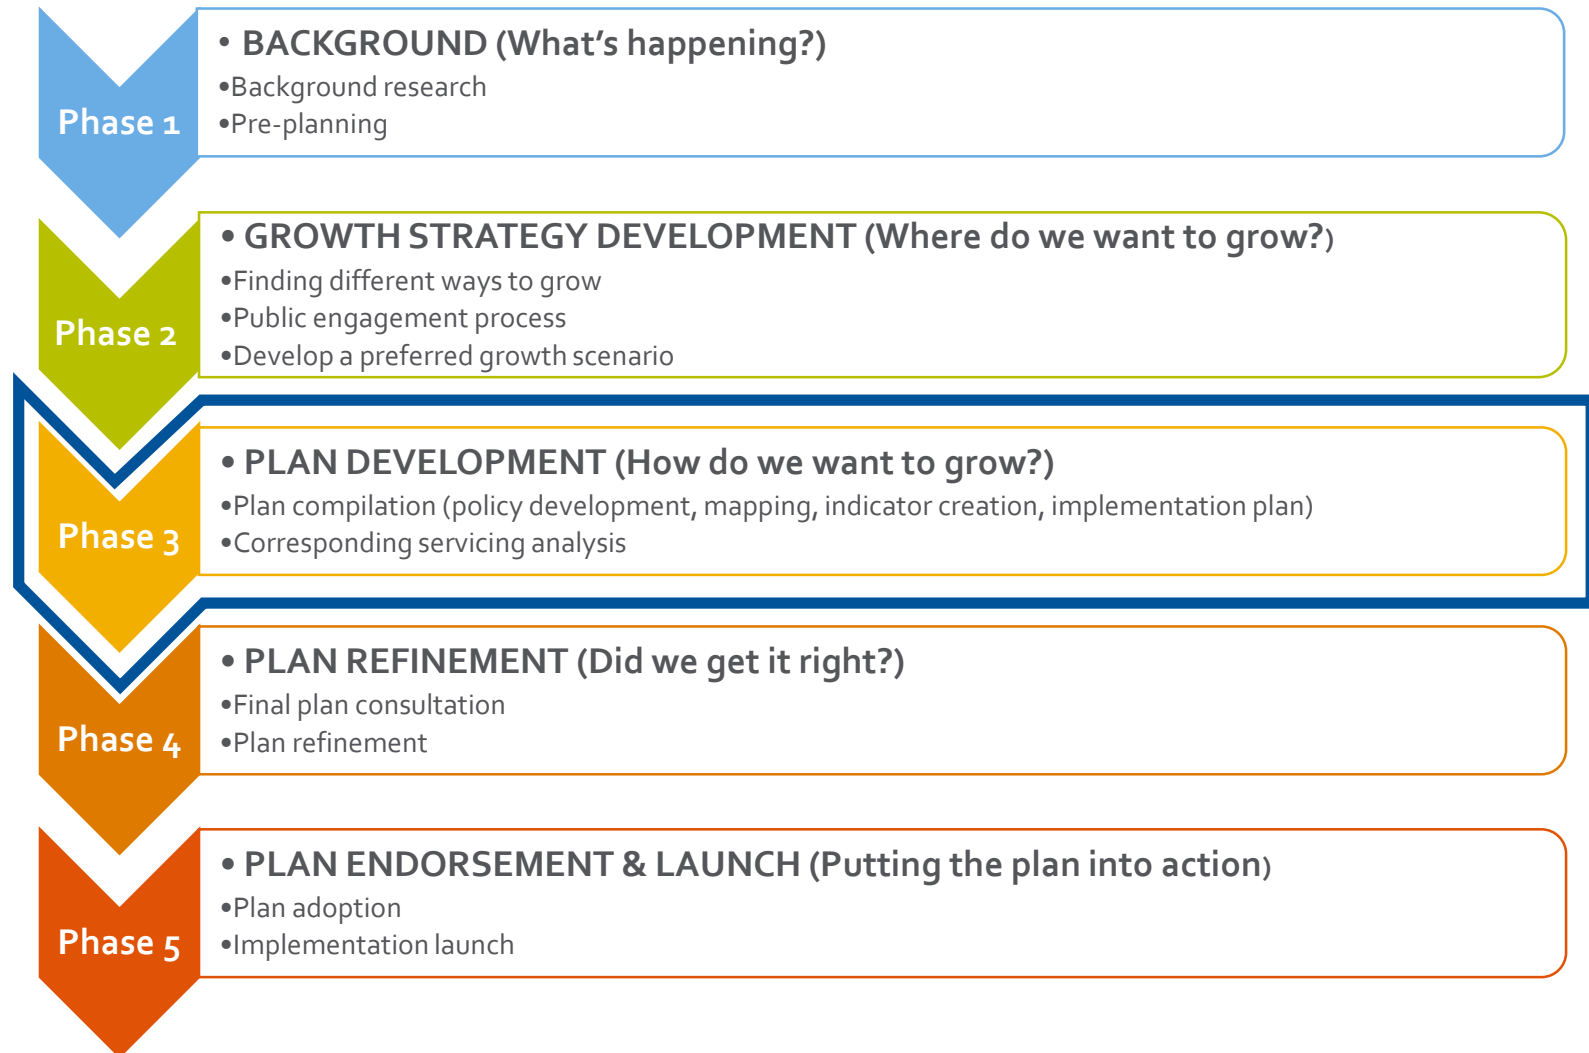 Phase 1
• BACKGROUND (What’s happening?)
•Background research
•Pre-planning
Phase 2
• GROWTH STRATEGY DEVELOPMENT (Where do we want to grow?)
•Finding different ways to grow
•Public engagement process
•Develop a preferred growth scenario
Phase 3
• PLAN DEVELOPMENT (How do we want to grow?)
•Plan compilation (policy development, mapping, indicator creation, implementation plan)
•Corresponding servicing analysis
Phase 4
• PLAN REFINEMENT (Did we get it right?)
•Final plan consultation
•Plan refinement
Phase 5
• PLAN ENDORSEMENT & LAUNCH (Putting the plan into action)
•Plan adoption
•Implementation launch